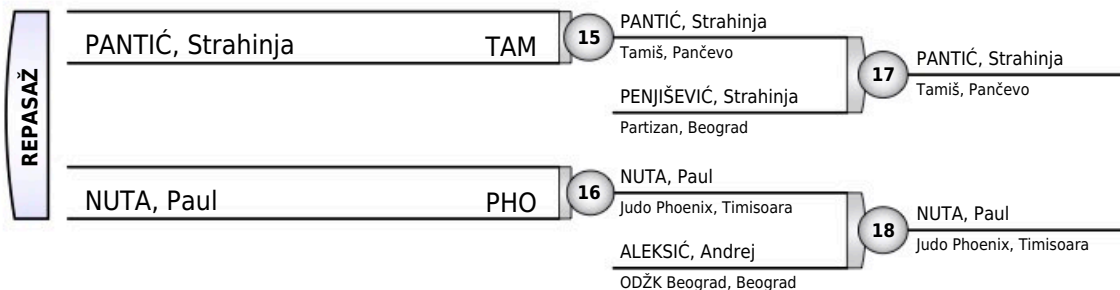 REPASAŽ
PANTIĆ, Strahinja TAM
15
PANTIĆ, Strahinja
Tamiš, Pančevo
PENJIŠEVIĆ, Strahinja
Partizan, Beograd
17
PANTIĆ, Strahinja
Tamiš, Pančevo
NUTA, Paul PHO
16
NUTA, Paul
Judo Phoenix, Timisoara
ALEKSIĆ, Andrej
ODŽK Beograd, Beograd
18
NUTA, Paul
Judo Phoenix, Timisoara